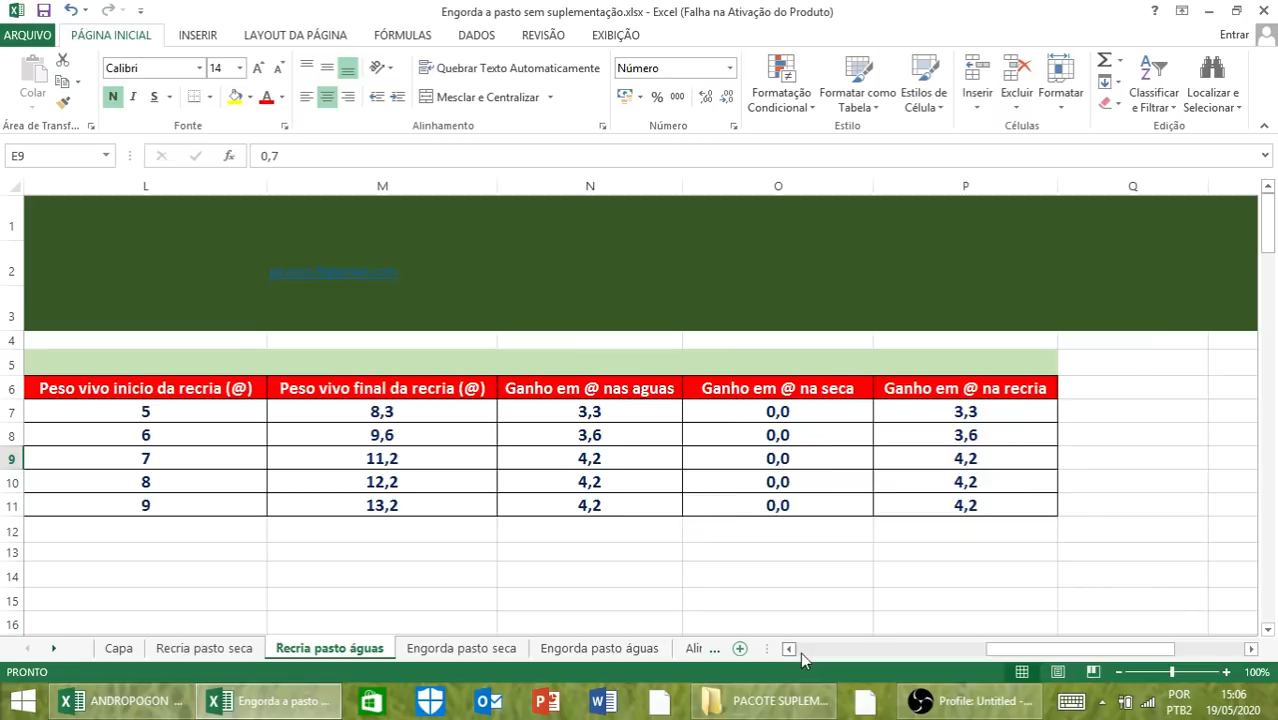 Engorda a pasto sem suplementação.xlsx - Excel (Falha na Ativação do Produto)
ARQUIVO PÁGINA INICIAL INSERIR LAYOUT DA PÁGINA FÓRMULAS DADOS REVISÃO EXIBIÇÃO Entrar
Calibri 14 Quebrar Texto Automaticamente Número
Colar N I S A Mesclar e Centralizar % 000 Formatação Condicional Formatar como Tabela Estilos de Célula Inserir Excluir Formatar Classificar e Filtrar Localizar e Selecionar
Área de Transf... Fonte Alinhamento Número Estilo Células Edição
E9 fx 0,7
L M N O P Q
1
2
3
4
5
6 Peso vivo inicio da recria (@) Peso vivo final da recria (@) Ganho em @ nas aguas Ganho em @ na seca Ganho em @ na recria
7 5 8,3 3,3 0,0 3,3
8 6 9,6 3,6 0,0 3,6
9 7 11,2 4,2 0,0 4,2
10 8 12,2 4,2 0,0 4,2
11 9 13,2 4,2 0,0 4,2
12
13
14
15
16
Capa Recria pasto seca Recria pasto águas Engorda pasto seca Engorda pasto águas Alir ...
PRONTO 100%
ANDROPOGON ... Engorda a pasto ... PACOTE SUPLEM... Profile: Untitled -... POR 15:06
PTB2 19/05/2020